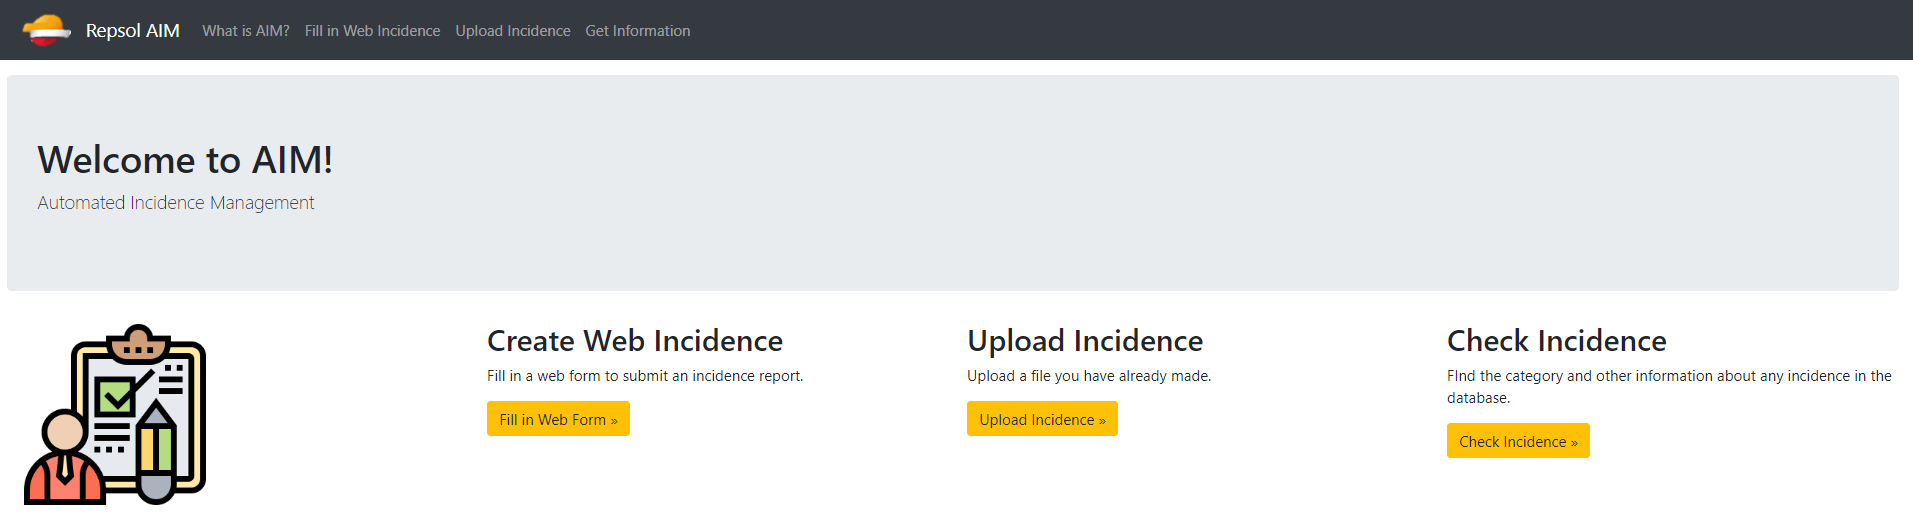 Repsol AIM What is AIM? Fill in Web Incidence Upload Incidence Get Information
Welcome to AIM!
Automated Incidence Management
Create Web Incidence
Fill in a web form to submit an incidence report.
Fill in Web Form »
Upload Incidence
Upload a file you have already made.
Upload Incidence »
Check Incidence
FInd the category and other information about any incidence in the
database.
Check Incidence »